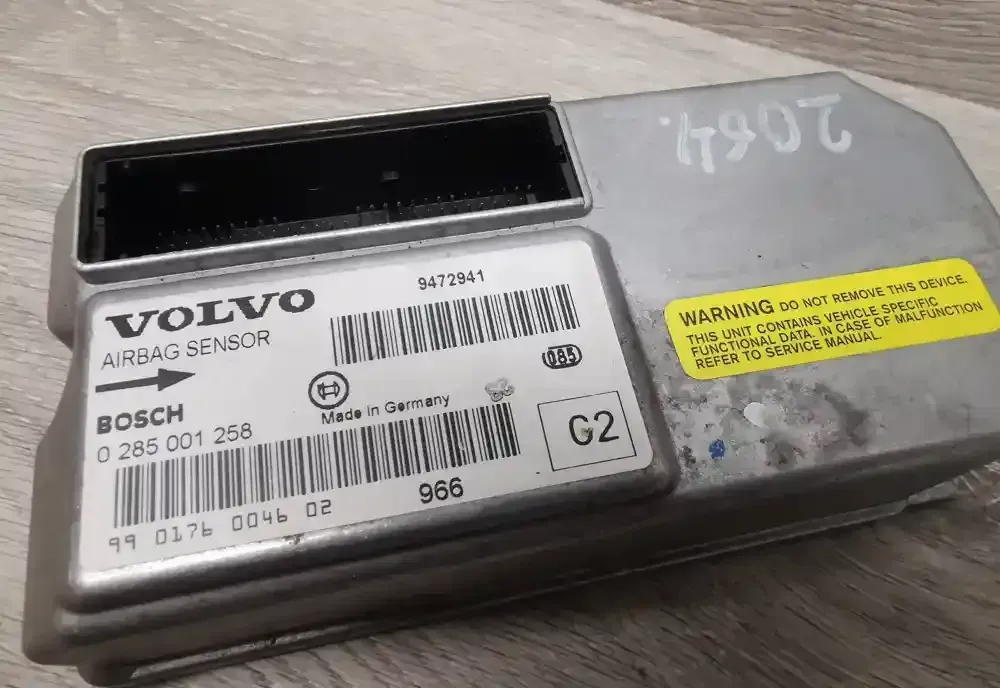 2064.
9472941
VOLVO
AIRBAG SENSOR
085
BOSCH
Made in Germany
0 285 001 258
G2
966
99 0176 0046 02
WARNING DO NOT REMOVE THIS DEVICE.
THIS UNIT CONTAINS VEHICLE SPECIFIC
FUNCTIONAL DATA. IN CASE OF MALFUNCTION
REFER TO SERVICE MANUAL.